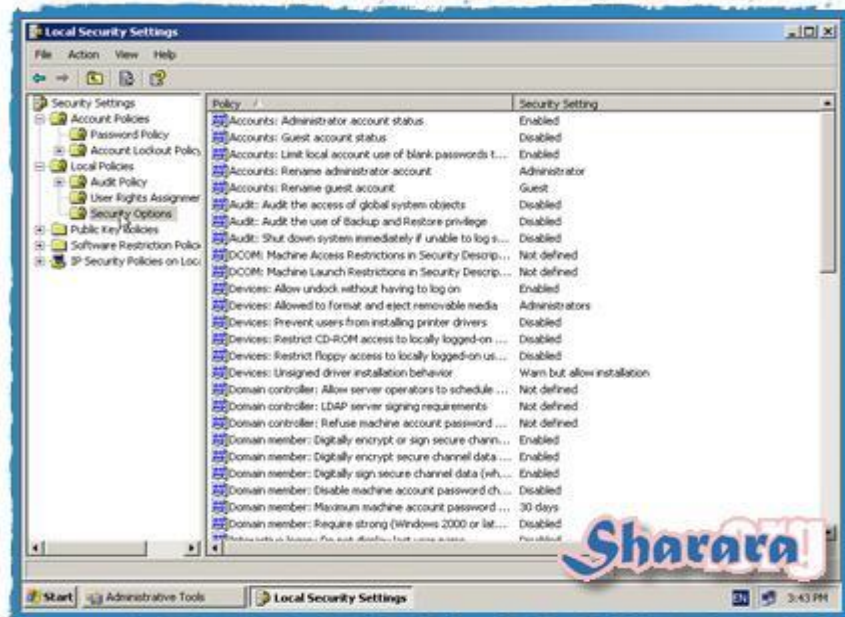 Local Security Settings
File Action View Help
Security Settings
Account Policies
Password Policy
Account Lockout Policy
Local Policies
Audit Policy
User Rights Assignmer
Security Options
Public Key Policies
Software Restriction Polici
IP Security Policies on Loca
Policy Security Setting
Accounts: Administrator account status Enabled
Accounts: Guest account status Disabled
Accounts: Limit local account use of blank passwords t... Enabled
Accounts: Rename administrator account Administrator
Accounts: Rename guest account Guest
Audit: Audit the access of global system objects Disabled
Audit: Audit the use of Backup and Restore privilege Disabled
Audit: Shut down system immediately if unable to log s... Disabled
DCOM: Machine Access Restrictions in Security Descrip... Not defined
DCOM: Machine Launch Restrictions in Security Descrip... Not defined
Devices: Allow undock without having to log on Enabled
Devices: Allowed to format and eject removable media Administrators
Devices: Prevent users from installing printer drivers Disabled
Devices: Restrict CD-ROM access to locally logged-on ... Disabled
Devices: Restrict floppy access to locally logged-on us... Disabled
Devices: Unsigned driver installation behavior Warn but allow installation
Domain controller: Allow server operators to schedule ... Not defined
Domain controller: LDAP server signing requirements Not defined
Domain controller: Refuse machine account password ... Not defined
Domain member: Digitally encrypt or sign secure chann... Enabled
Domain member: Digitally encrypt secure channel data ... Enabled
Domain member: Digitally sign secure channel data (wh... Enabled
Domain member: Disable machine account password ch... Disabled
Domain member: Maximum machine account password ... 30 days
Domain member: Require strong (Windows 2000 or lat... Disabled
Interactive logon: Do not display last user name Disabled
Sharara
org
Start Administrative Tools Local Security Settings EN 3:43 PM